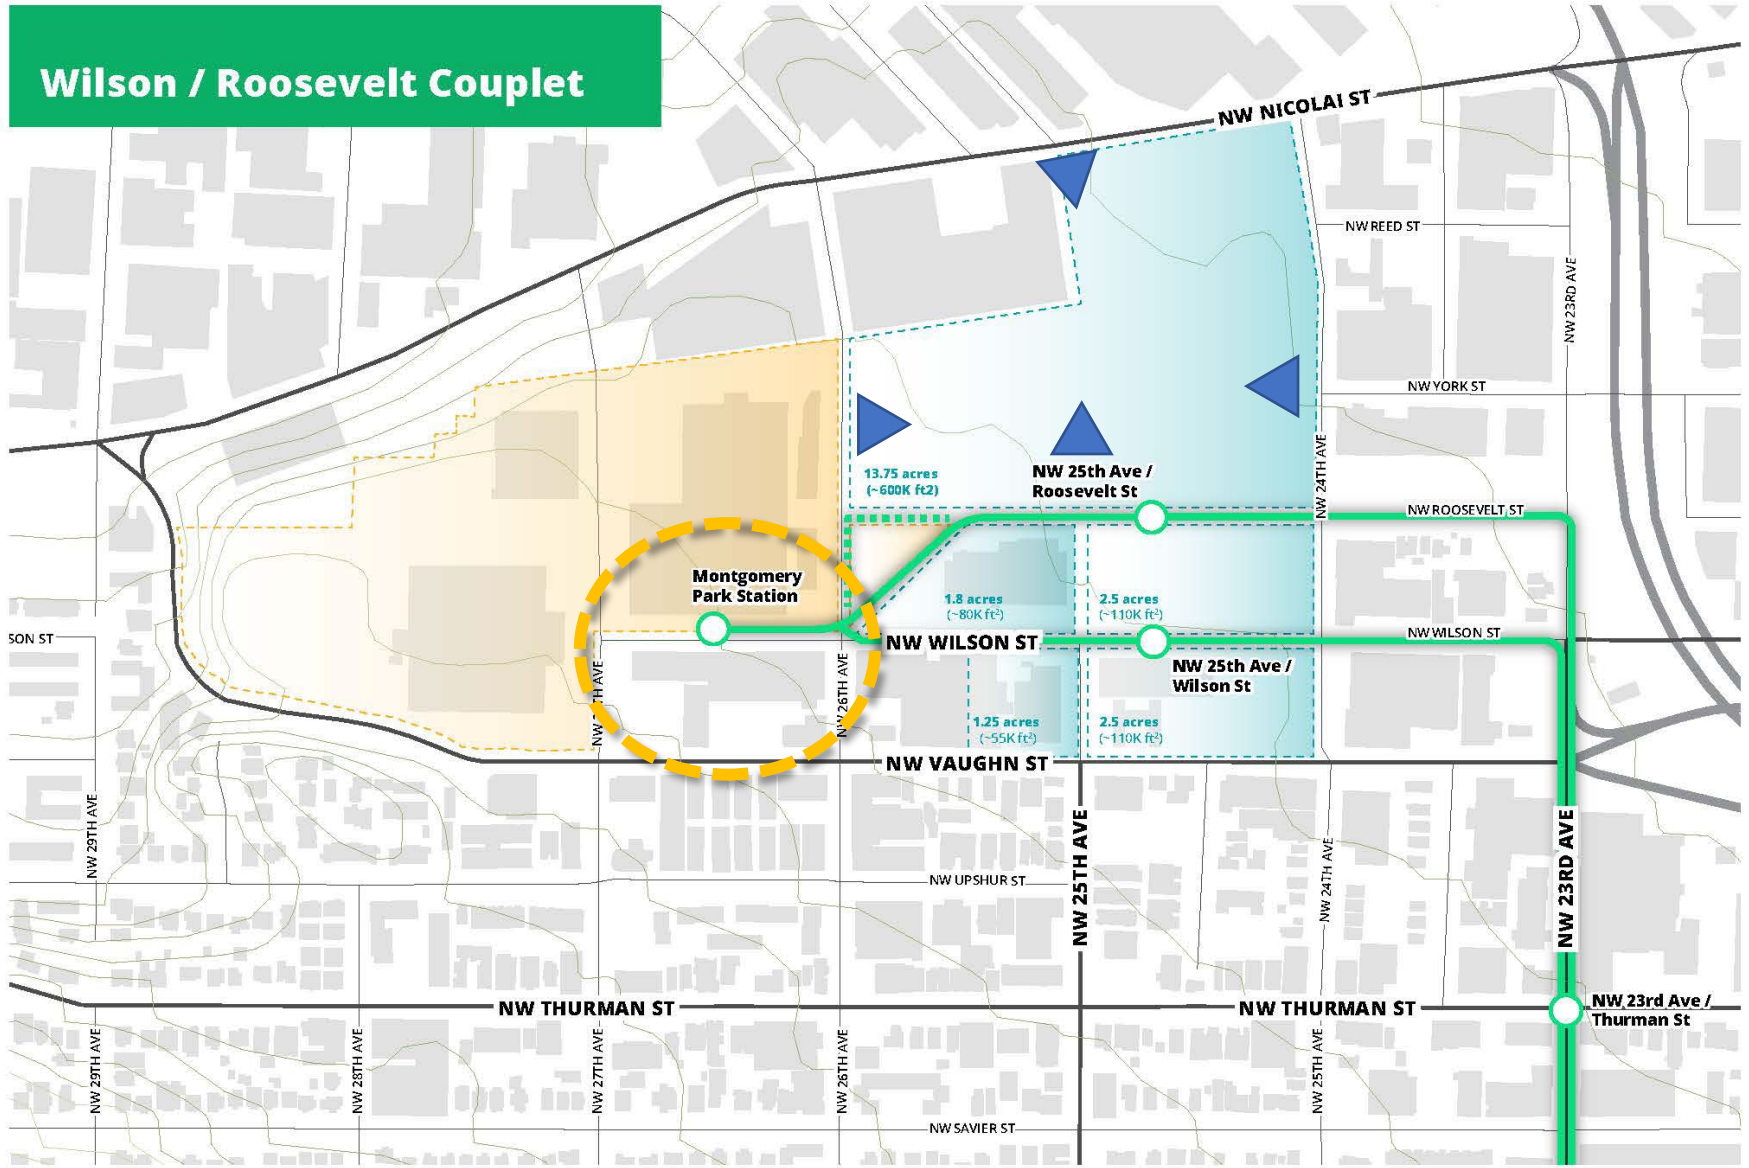 Wilson / Roosevelt Couplet
NW NICOLAI ST
NW REED ST
NW 23RD AVE
NW YORK ST
NW 24TH AVE
13.75 acres
(~600K ft2)
NW 25th Ave /
Roosevelt St
NW ROOSEVELT ST
Montgomery
Park Station
1.8 acres
(~80K ft²)
2.5 acres
(~110K ft²)
SON ST
NW WILSON ST
NW WILSON ST
NW 25th Ave /
Wilson St
NW 26TH AVE
1.25 acres
(~55K ft²)
2.5 acres
(~110K ft²)
NW VAUGHN ST
NW 29TH AVE
NW 25TH AVE
NW 24TH AVE
NW 23RD AVE
NW UPSHUR ST
NW THURMAN ST
NW THURMAN ST
NW 23rd Ave /
Thurman St
NW 29TH AVE
NW 28TH AVE
NW 27TH AVE
NW 26TH AVE
NW 25TH AVE
NW SAVIER ST